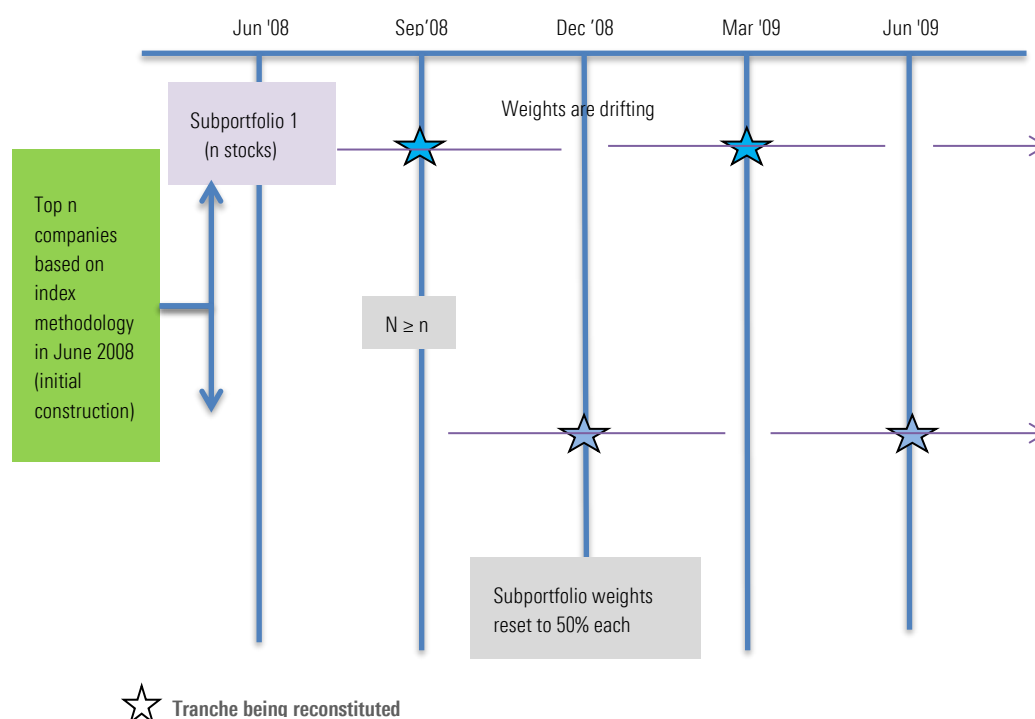 Jun '08
Sep'08
Dec '08
Mar '09
Jun '09
Subportfolio 1
(n stocks)
Weights are drifting
Top n
companies
based on
index
methodology
in June 2008
(initial
construction)
N ≥ n
Subportfolio weights
reset to 50% each
Tranche being reconstituted